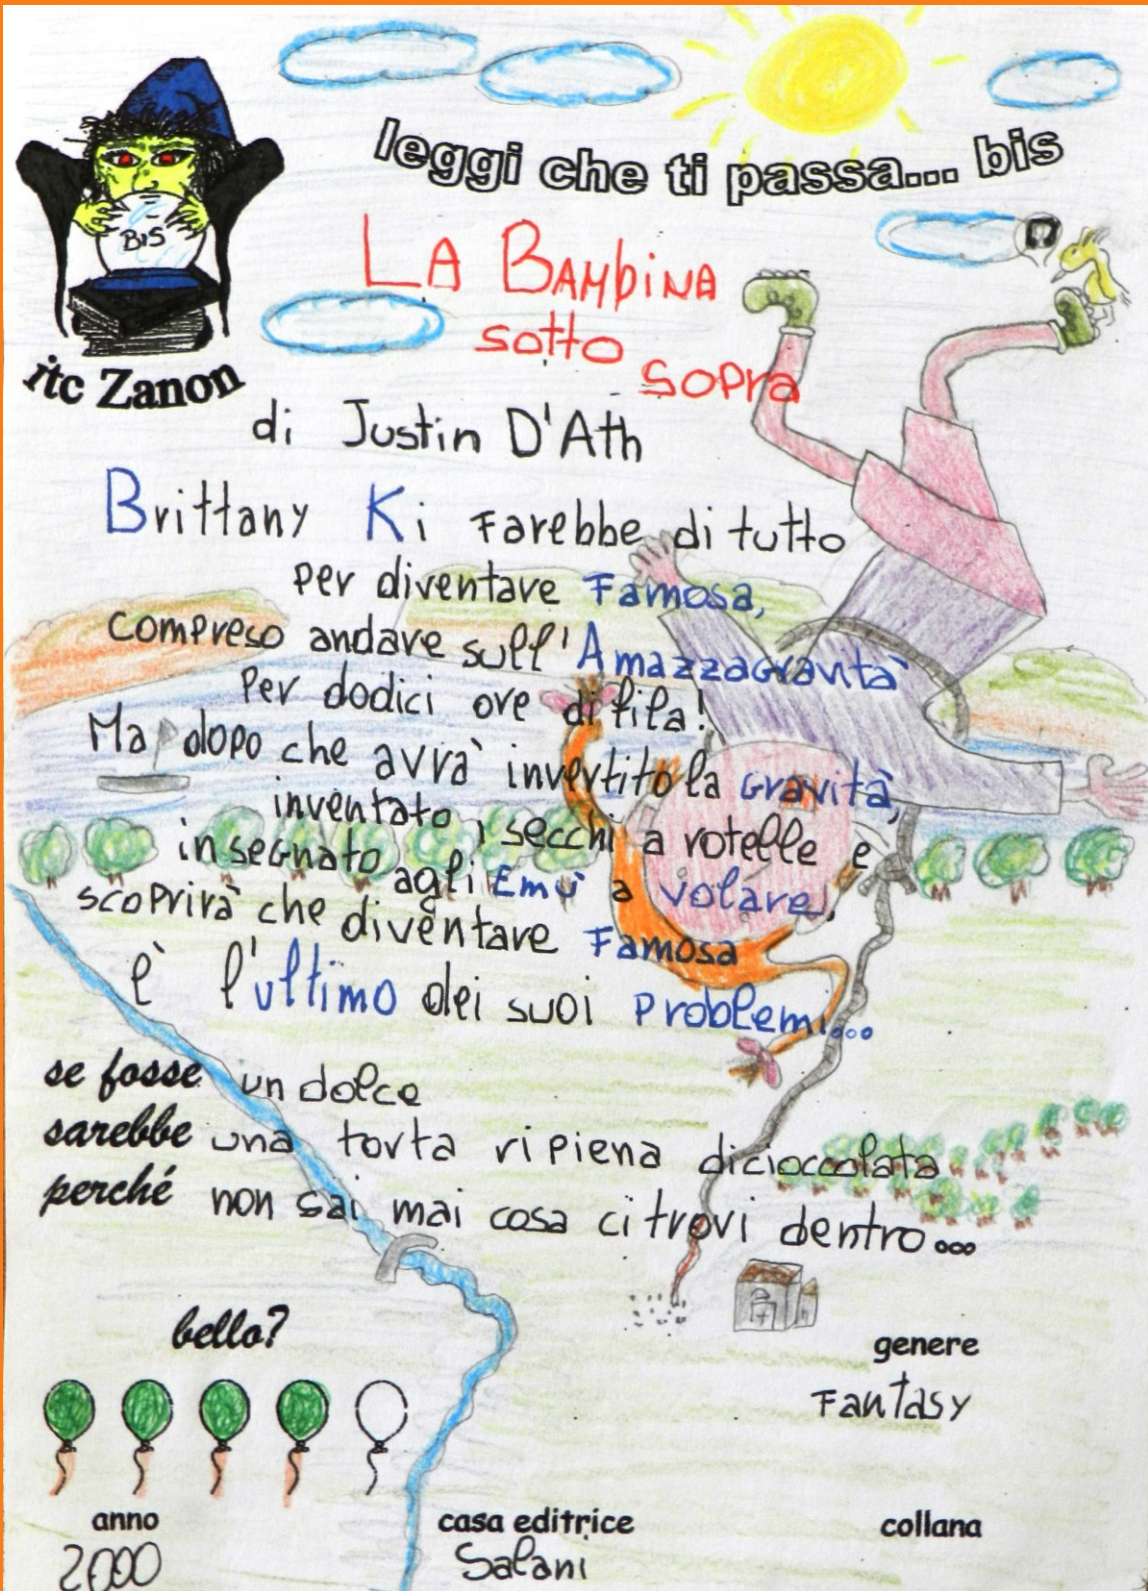 leggi che ti passa... bis
BIS
itc Zanon
LA BAMBINA
sotto
sopra
di Justin D'Ath
Brittany Ki farebbe di tutto
per diventare Famosa,
compreso andare sull'Amazzagravità
per dodici ore di fila!
Ma dopo che avrà invertito la gravità,
inventato i secchi a rotelle e
insegnato agli Emù a volare,
scoprirà che diventare Famosa
è l'ultimo dei suoi problemi...
se fosse un dolce
sarebbe una torta ripiena di cioccolata
perché non sai mai cosa ci trovi dentro...
bello?
genere
Fantasy
anno
2000
casa editrice
Salani
collana